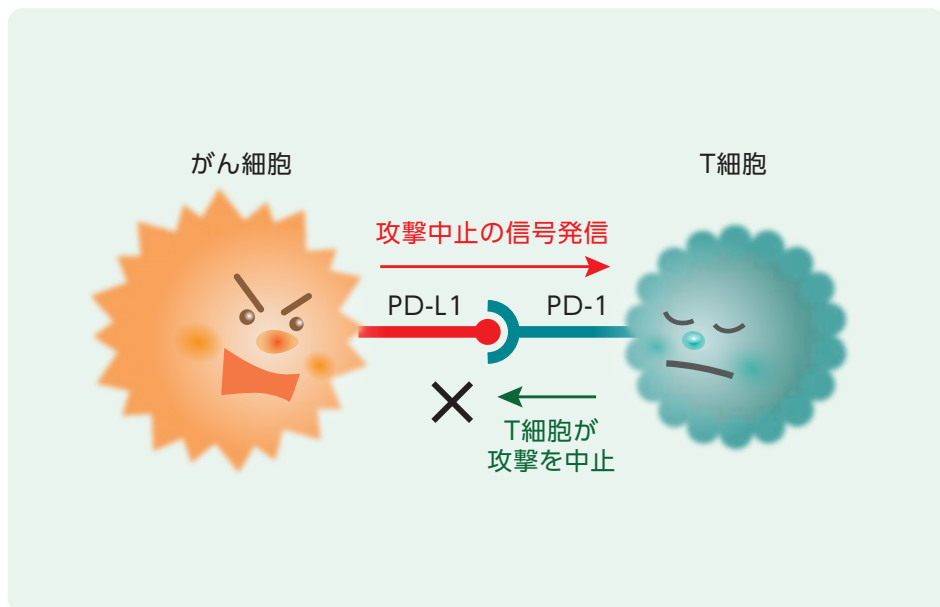 がん細胞
T細胞
攻撃中止の信号発信
PD-L1
PD-1
T細胞が
攻撃を中止